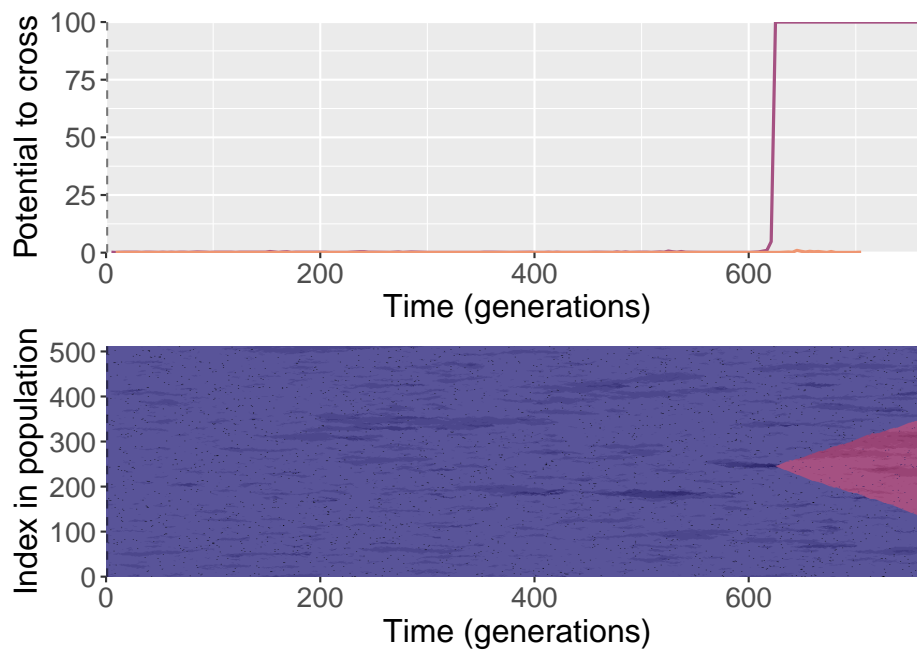 Potential to cross
100
75
50
25
0
0 200 400 600
Time (generations)
Index in population
500
400
300
200
100
0
0 200 400 600
Time (generations)